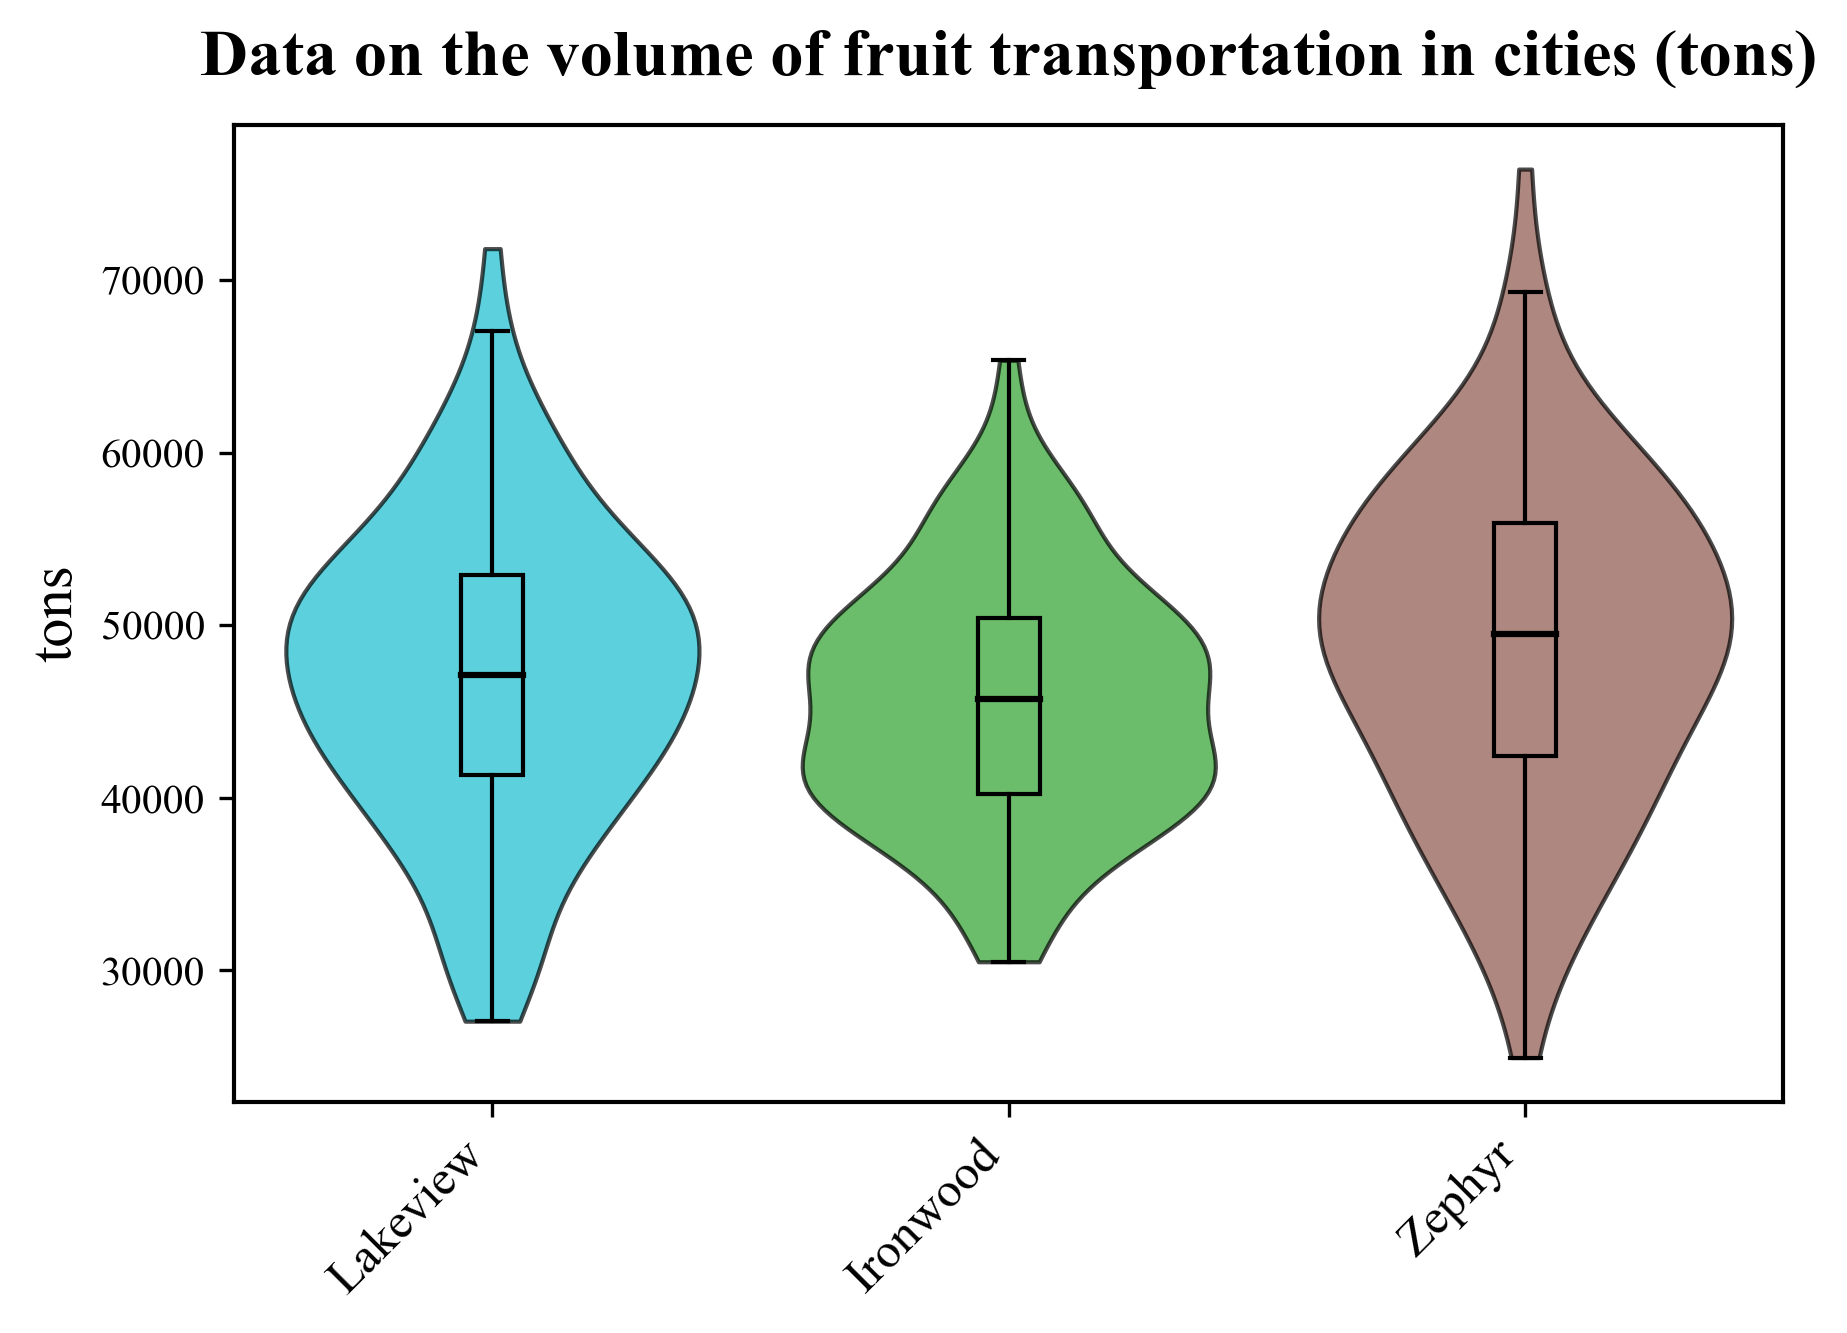 Data on the volume of fruit transportation in cities (tons)
tons
70000
60000
50000
40000
30000
Lakeview
Ironwood
Zephyr